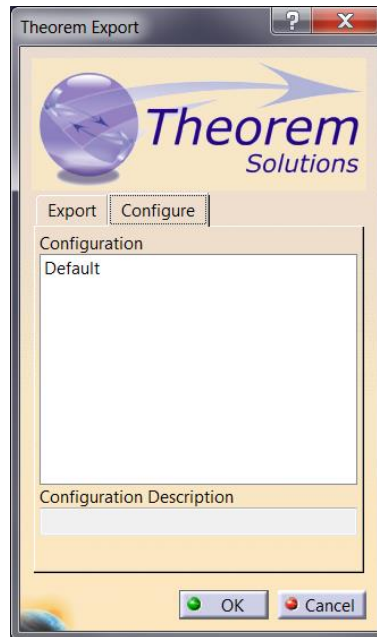 Theorem Export
?
X
Theorem
Solutions
Export Configure
Configuration
Default
Configuration Description
OK Cancel